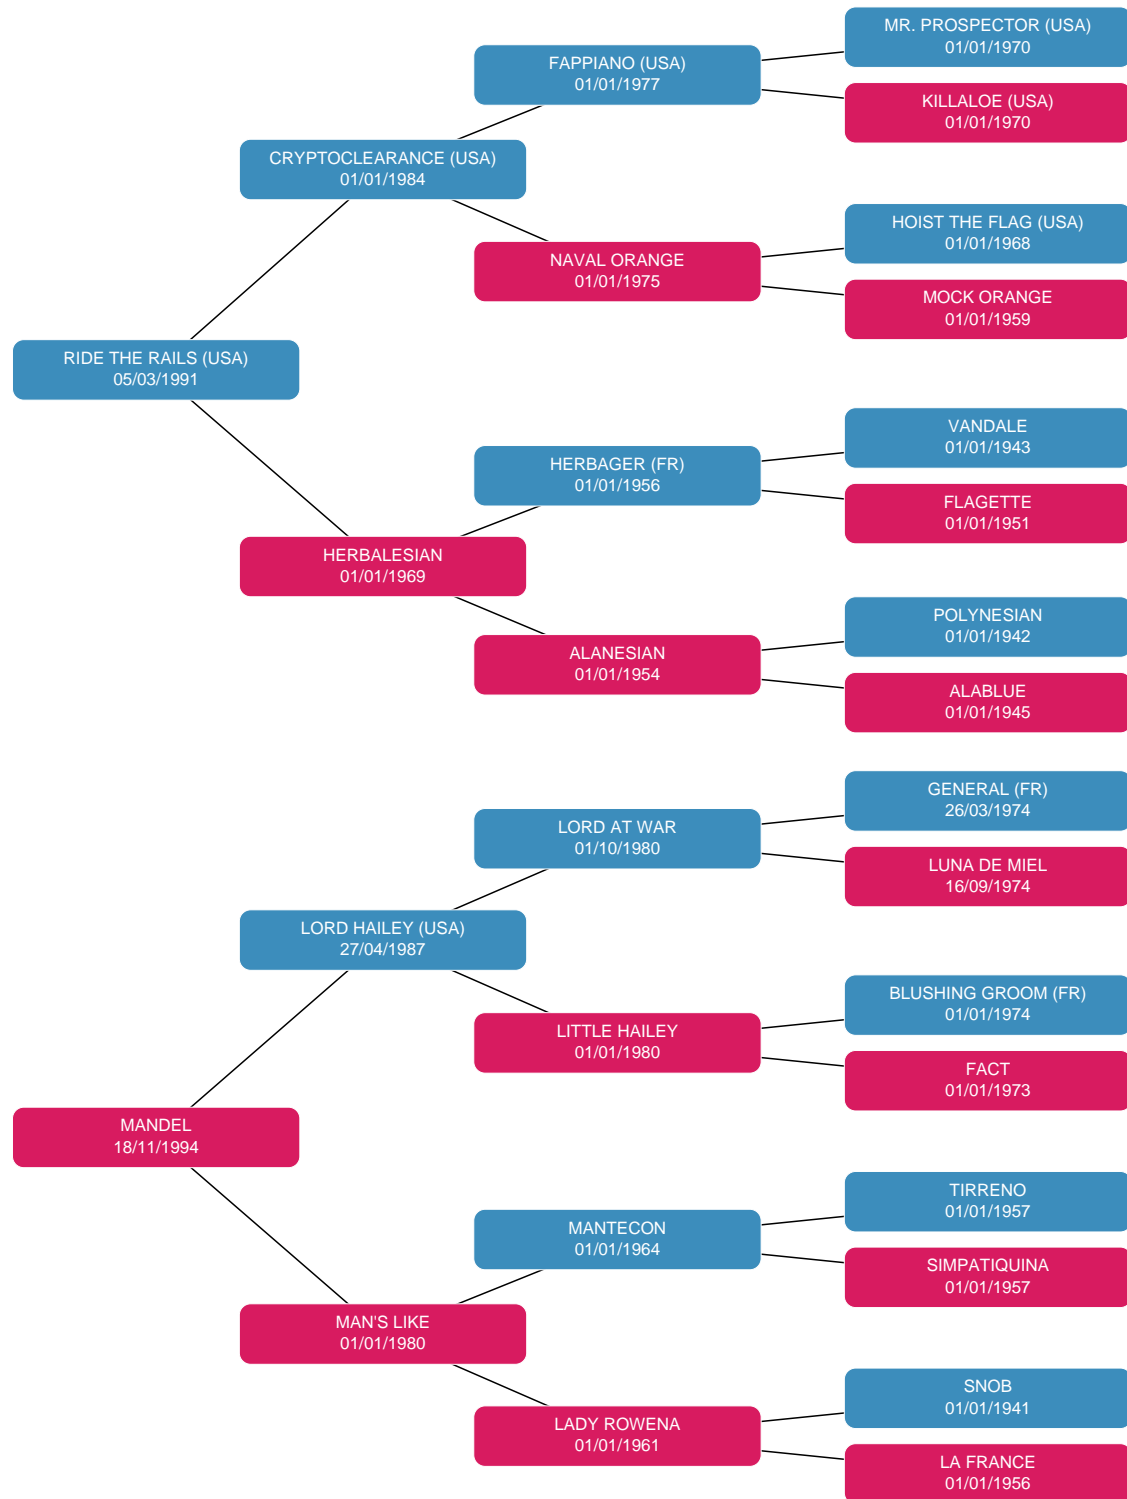 MR. PROSPECTOR (USA)
01/01/1970
FAPPIANO (USA)
01/01/1977
KILLALOE (USA)
01/01/1970
CRYPTOCLEARANCE (USA)
01/01/1984
HOIST THE FLAG (USA)
01/01/1968
NAVAL ORANGE
01/01/1975
MOCK ORANGE
01/01/1959
RIDE THE RAILS (USA)
05/03/1991
VANDALE
01/01/1943
HERBAGER (FR)
01/01/1956
FLAGETTE
01/01/1951
HERBALESIAN
01/01/1969
POLYNESIAN
01/01/1942
ALANESIAN
01/01/1954
ALABLUE
01/01/1945
GENERAL (FR)
26/03/1974
LORD AT WAR
01/10/1980
LUNA DE MIEL
16/09/1974
LORD HAILEY (USA)
27/04/1987
BLUSHING GROOM (FR)
01/01/1974
LITTLE HAILEY
01/01/1980
FACT
01/01/1973
MANDEL
18/11/1994
TIRRENO
01/01/1957
MANTECON
01/01/1964
SIMPATIQUINA
01/01/1957
MAN'S LIKE
01/01/1980
SNOB
01/01/1941
LADY ROWENA
01/01/1961
LA FRANCE
01/01/1956